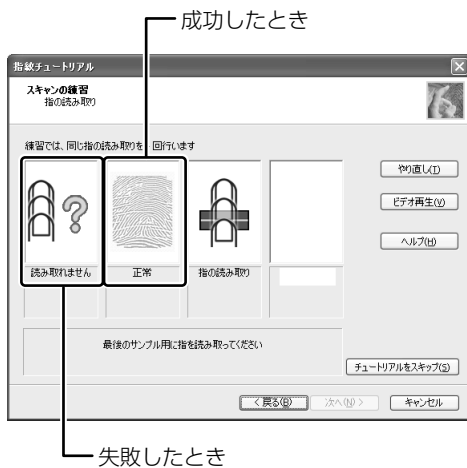 成功したとき
指紋チュートリアル
スキャンの練習
指の読み取り
練習では、同じ指の読み取りを 回行います
やり直し(T)
ビデオ再生(V)
ヘルプ(H)
読み取れません
正常
指の読み取り
最後のサンプル用に指を読み取ってください
チュートリアルをスキップ(S)
< 戻る(B)
次へ(N) >
キャンセル
失敗したとき